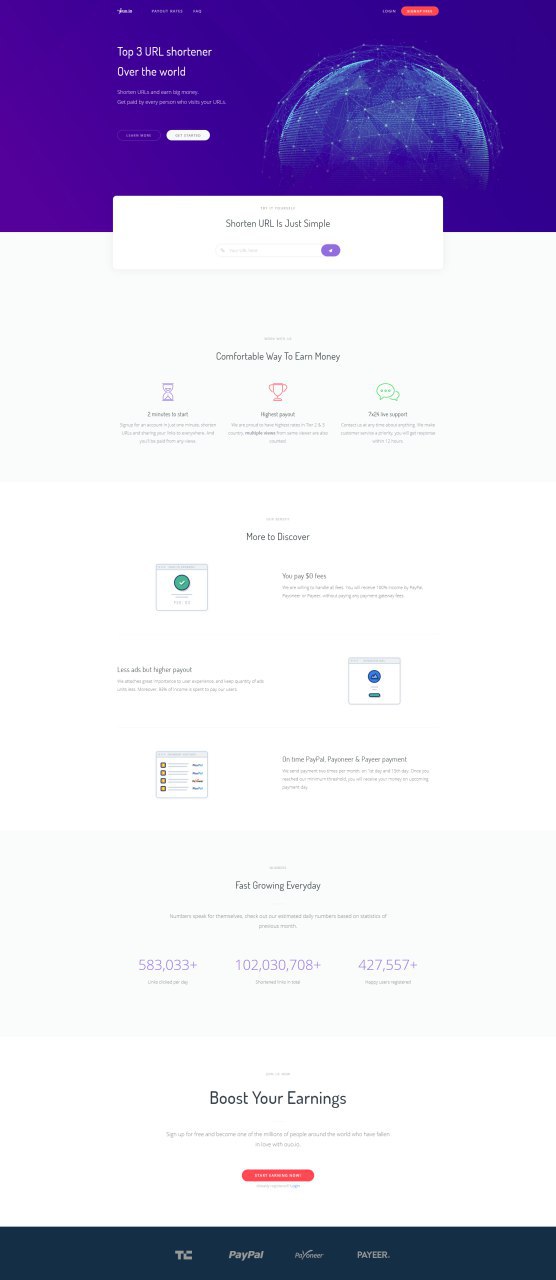 PAYOUT RATES
FAQ
LOGIN
SIGNUP FREE
Top 3 URL shortener
Over the world
Shorten URLs and earn big money.
Get paid by every person who visits your URLs.
LEARN MORE
GET STARTED
TRY IT YOURSELF
Shorten URL Is Just Simple
WORK WITH US
Comfortable Way To Earn Money
2 minutes to start
Signup for an account in just one minute, shorten
URLs and sharing your links to everywhere. And
you'll be paid from any views.
Highest payout
We are proud to have highest rates in Tier 2 & 3
country, multiple views from same viewer are also
counted.
7x24 live support
Contact us at any time about anything. We make
customer service a priority, you will get response
within 12 hours.
More to Discover
You pay $0 fees
We are willing to handle all fees. You will receive 100% income by PayPal,
Payoneer or Payeer, without paying any payment gateway fees.
Less ads but higher payout
We attaches great importance to user experience, and keep quantity of ads
units less. Moreover, 95% of income is spent to pay our users.
PayPal
PayPal
PayPal
On time PayPal, Payoneer & Payeer payment
We send payment two times per month, on 1st day and 15th day. Once you
reached our minimum threshold, you will receive your money on upcoming
payment day.
NUMBERS
Fast Growing Everyday
Numbers speak for themselves, check out our estimated daily numbers based on statistics of
previous month.
583,033+
102,030,708+
427,557+
Links clicked per day
Shortened links in total
Happy users registered
JOIN US NOW
Boost Your Earnings
Sign up for free and become one of the millions of people around the world who have fallen
in love with ouo.io.
START EARNING NOW!
Already registered? Login
TC
PayPal
Payoneer
PAYEER